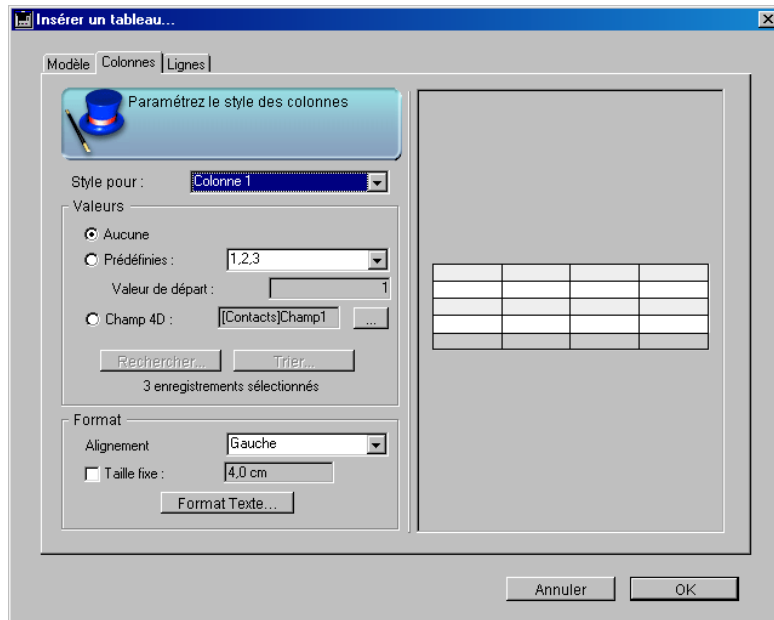 Insérer un tableau...
Modèle Colonnes Lignes
Paramétrez le style des colonnes
Style pour : Colonne 1
Valeurs
Aucune
Prédéfinies : 1,2,3
Valeur de départ : 1
Champ 4D : [Contacts]Champ1 ...
Rechercher... Trier...
3 enregistrements sélectionnés
Format
Alignement Gauche
Taille fixe : 4,0 cm
Format Texte...
Annuler OK